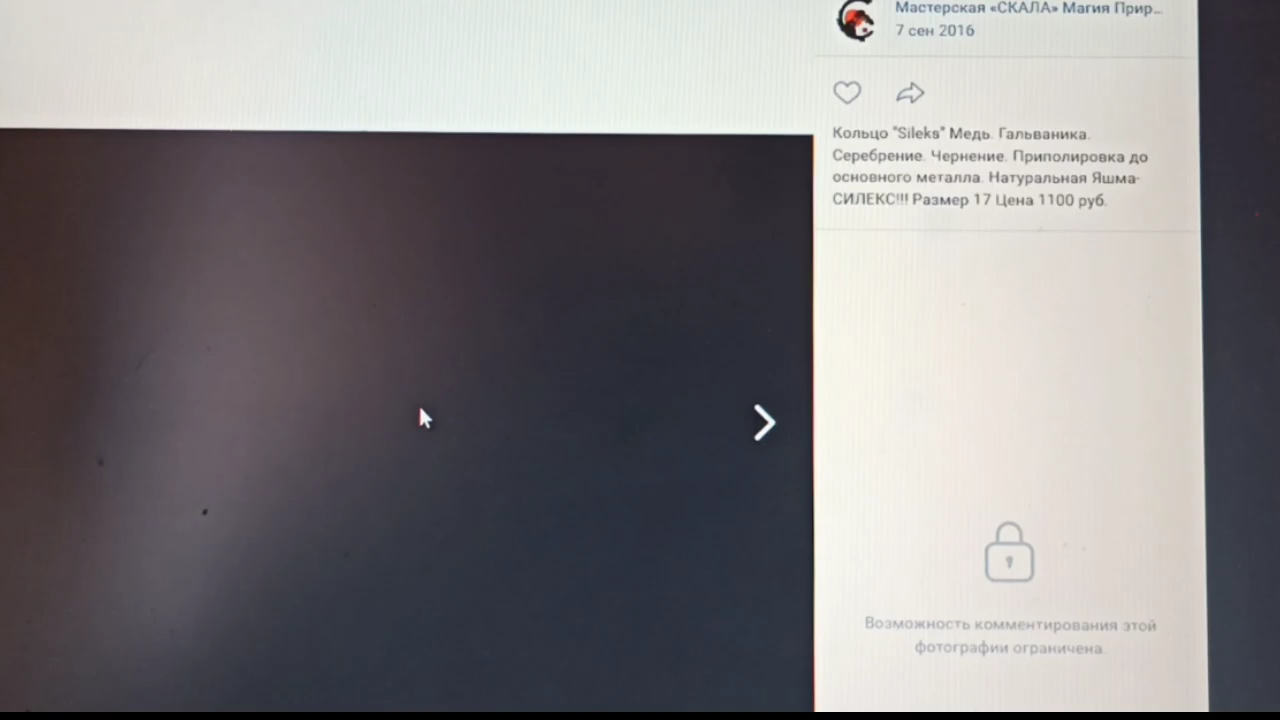 Мастерская «СКАЛА» Магия Прир...
7 сен 2016
Кольцо "Sileks" Медь. Гальваника.
Серебрение. Чернение. Приполировка до
основного металла. Натуральная Яшма-
СИЛЕКС!!! Размер 17 Цена 1100 руб.
Возможность комментирования этой
фотографии ограничена.